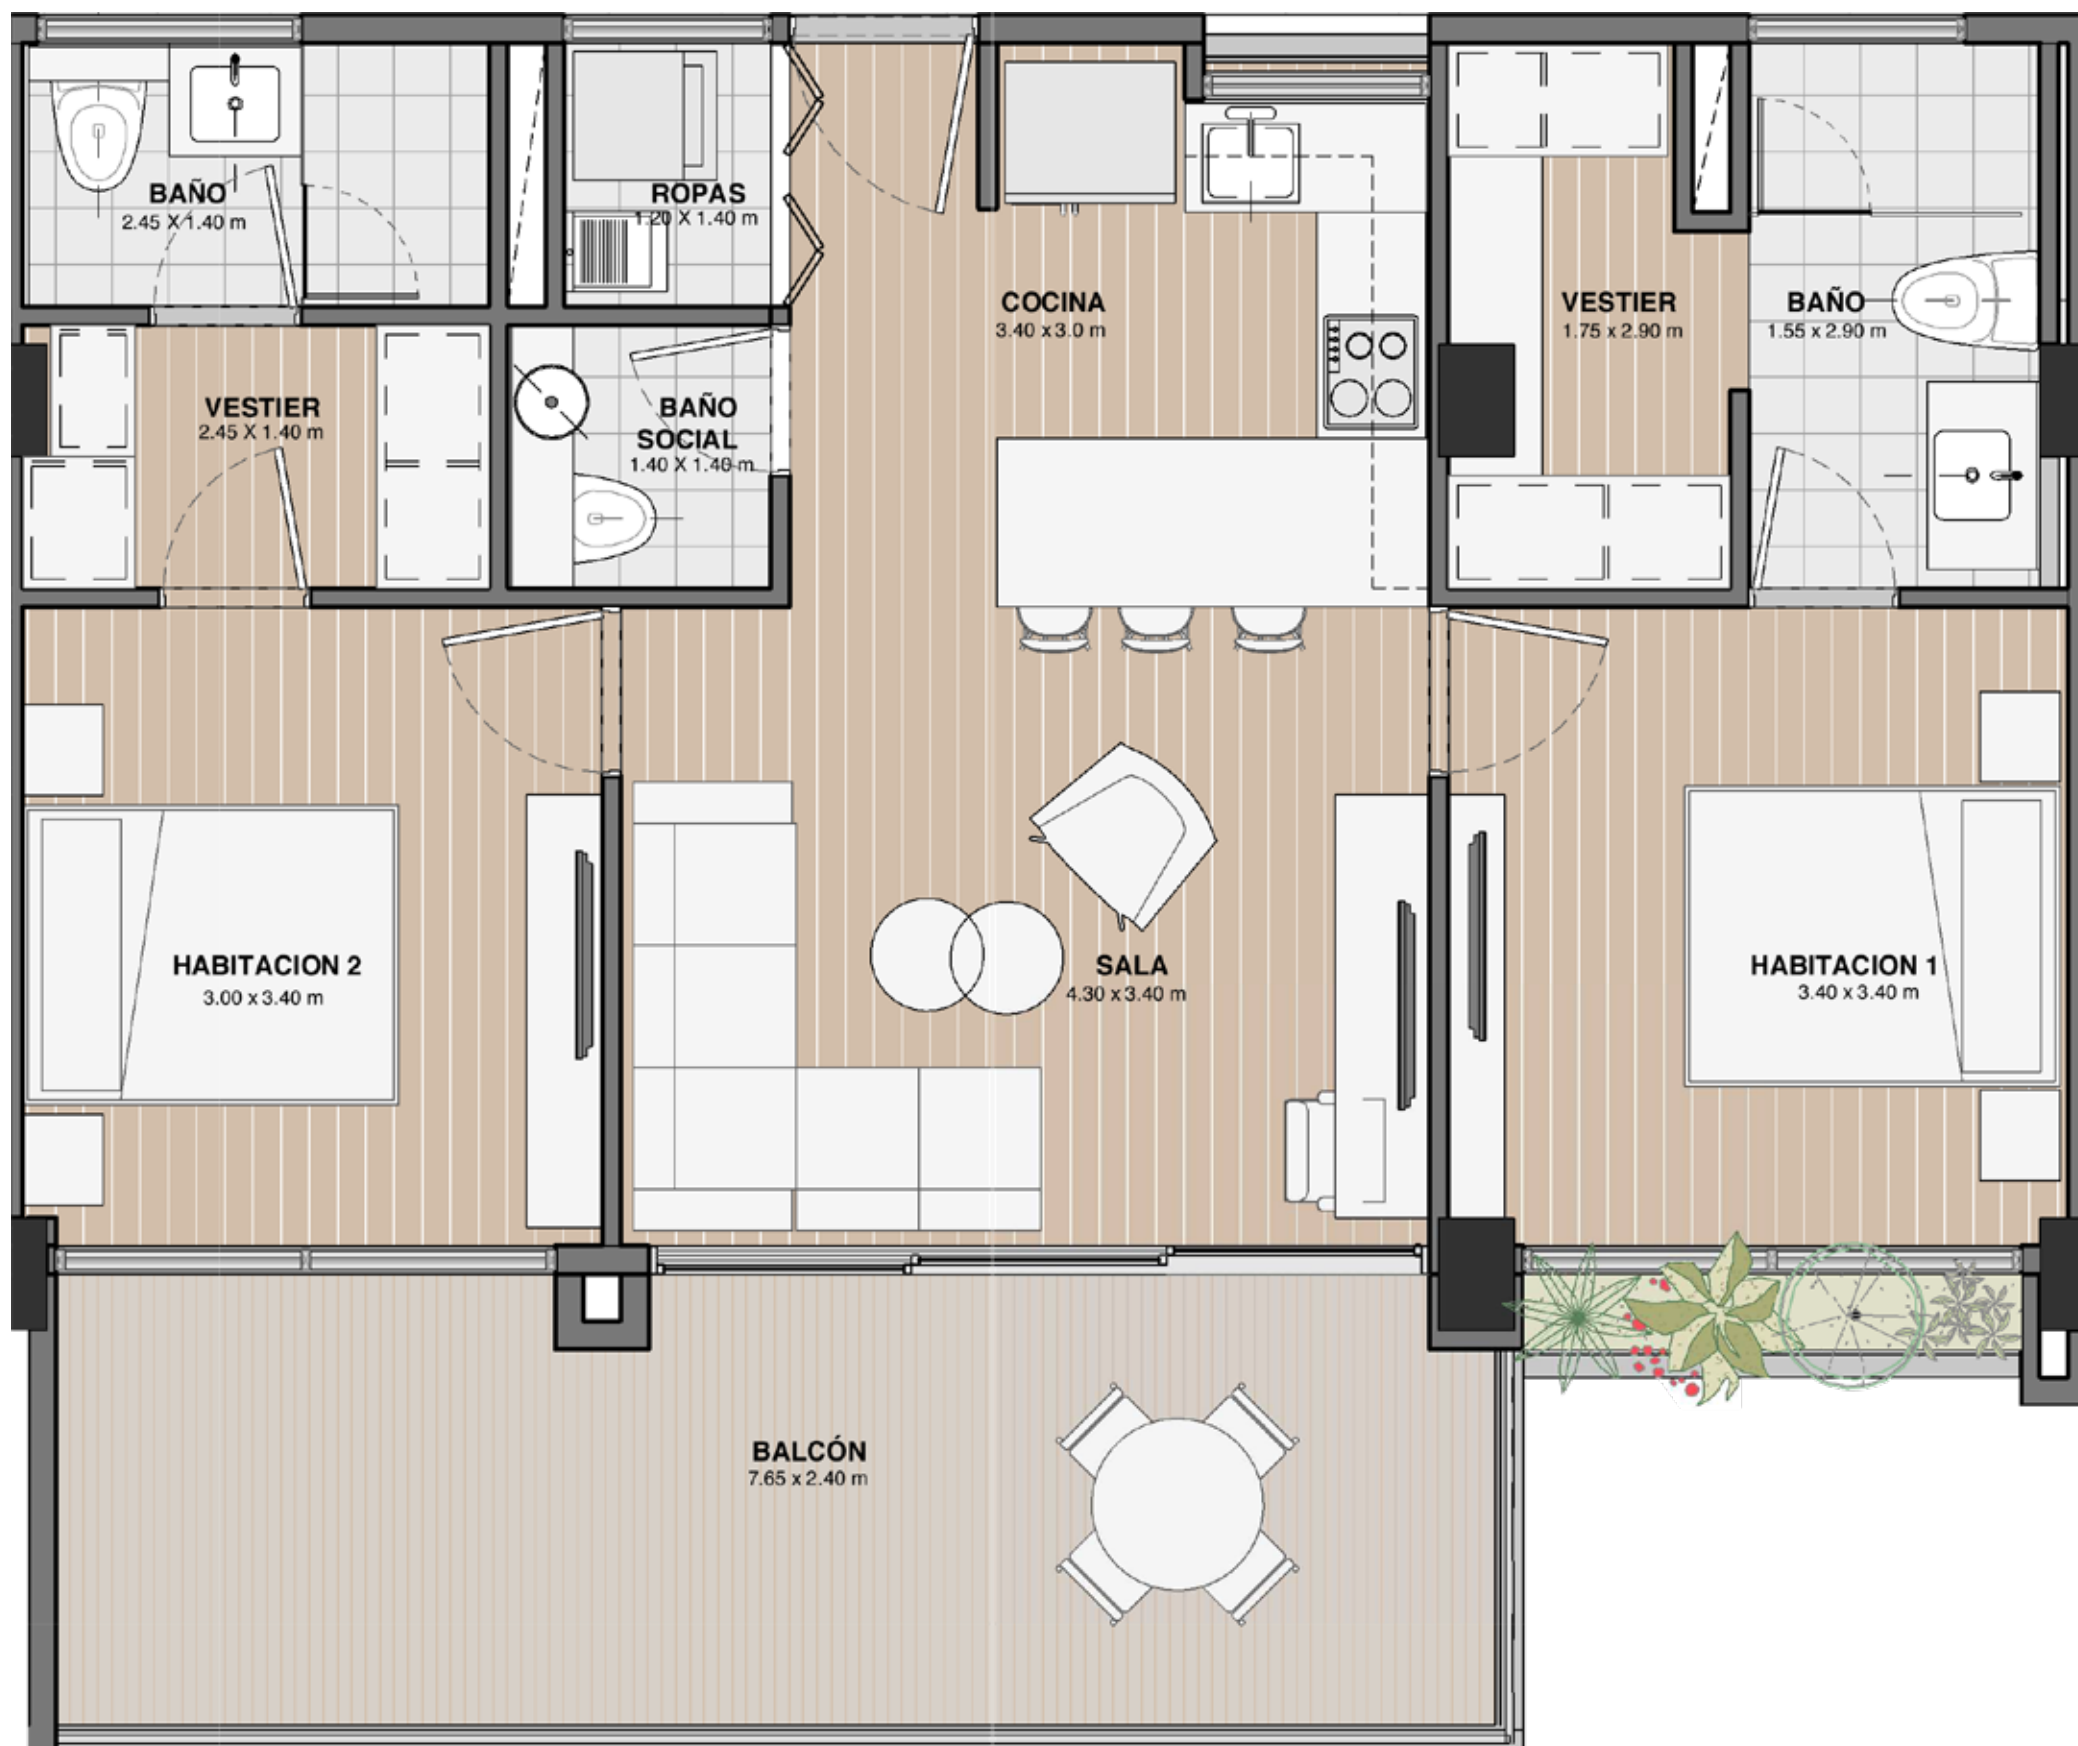 BAÑO
2.45 X 1.40 m
ROPAS
1.20 X 1.40 m
COCINA
3.40 x 3.0 m
VESTIER
1.75 x 2.90 m
BAÑO
1.55 x 2.90 m
VESTIER
2.45 X 1.40 m
BAÑO
SOCIAL
1.40 X 1.40 m
HABITACION 2
3.00 x 3.40 m
SALA
4.30 x 3.40 m
HABITACION 1
3.40 x 3.40 m
BALCÓN
7.65 x 2.40 m